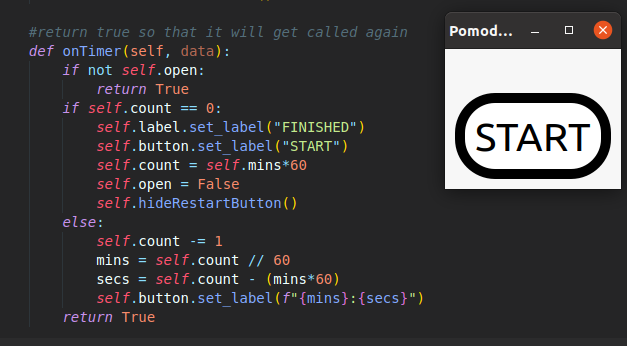 #return true so that it will get called again
def onTimer(self, data):
    if not self.open:
        return True
    if self.count == 0:
        self.label.set_label("FINISHED")
        self.button.set_label("START")
        self.count = self.mins*60
        self.open = False
        self.hideRestartButton()
    else:
        self.count -= 1
        mins = self.count // 60
        secs = self.count - (mins*60)
        self.button.set_label(f"{mins}:{secs}")
    return True
Pomod...
START